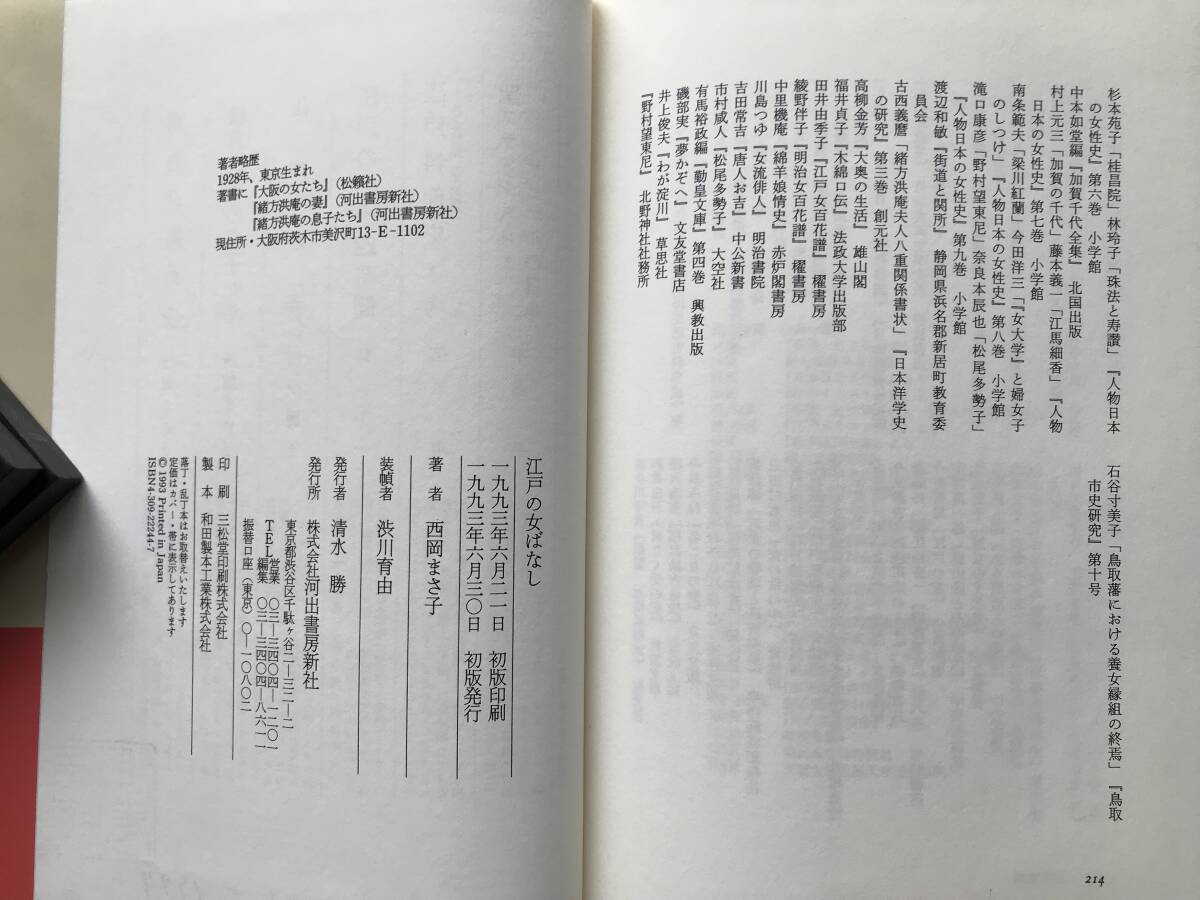 杉本苑子「桂昌院」林玲子「珠法と寿讃」『人物日本
の女性史』第六巻 小学館
中本如堂編『加賀千代全集』北国出版
村上元三「加賀の千代」藤本義一「江馬細香」『人物
日本の女性史』第七巻 小学館
南条範夫「梁川紅蘭」今田洋三「『女大学』と婦女子
のしつけ」『人物日本の女性史』第八巻 小学館
滝口康彦「野村望東尼」奈良本辰也「松尾多勢子」
『人物日本の女性史』第九巻 小学館
渡辺和敏『街道と関所』静岡県浜名郡新居町教育委
員会
古西義麿「緒方洪庵夫人八重関係書状」『日本洋学史
の研究』第三巻 創元社
高柳金芳『大奥の生活』雄山閣
福井貞子『木綿口伝』法政大学出版部
田井由季子『江戸女百花譜』櫂書房
綾野伴子『明治女百花譜』櫂書房
中里機庵『綿羊娘情史』赤炉閣書房
川島つゆ『女流俳人』明治書院
吉田常吉『唐人お吉』中公新書
市村咸人『松尾多勢子』大空社
有馬裕政編『勤皇文庫』第四巻 興教出版
磯部実『夢かぞへ』文友堂書店
井上俊夫『わが淀川』草思社
『野村望東尼』北野神社社務所
石谷寸美子「鳥取藩における養女縁組の終焉」『鳥取
市史研究』第十号
214
著者略歴
1928年、東京生まれ
著書に『大阪の女たち』(松籟社)
『緒方洪庵の妻』(河出書房新社)
『緒方洪庵の息子たち』(河出書房新社)
現住所・大阪府茨木市美沢町13-E-1102
江戸の女ばなし
一九九三年六月二一日 初版印刷
一九九三年六月三〇日 初版発行
著者 西岡まさ子
装幀者 渋川育由
発行者 清水 勝
発行所 株式会社河出書房新社
東京都渋谷区千駄ヶ谷二—三二—二
TEL営業 〇三—三四〇四—一二〇一
編集 〇三—三四〇四—八六一一
振替口座(東京)〇—一〇八〇二
印刷 三松堂印刷株式会社
製本 和田製本工業株式会社
落丁・乱丁本はお取替えいたします
定価はカバー・帯に表示してあります
© 1993 Printed in Japan
ISBN4-309-22244-7